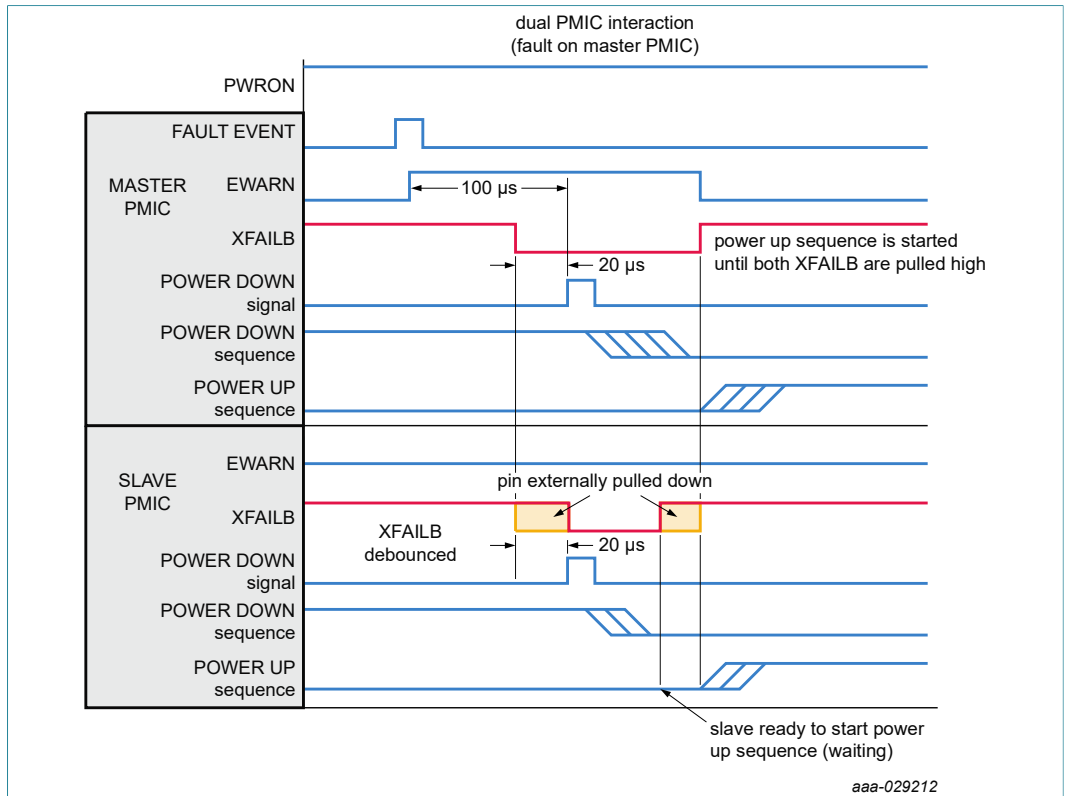 dual PMIC interaction
(fault on master PMIC)
PWRON
FAULT EVENT
MASTER
PMIC
EWARN
100 µs
XFAILB
power up sequence is started
until both XFAILB are pulled high
20 µs
POWER DOWN
signal
POWER DOWN
sequence
POWER UP
sequence
SLAVE
PMIC
EWARN
pin externally pulled down
XFAILB
XFAILB
debounced
20 µs
POWER DOWN
signal
POWER DOWN
sequence
POWER UP
sequence
slave ready to start power
up sequence (waiting)
aaa-029212